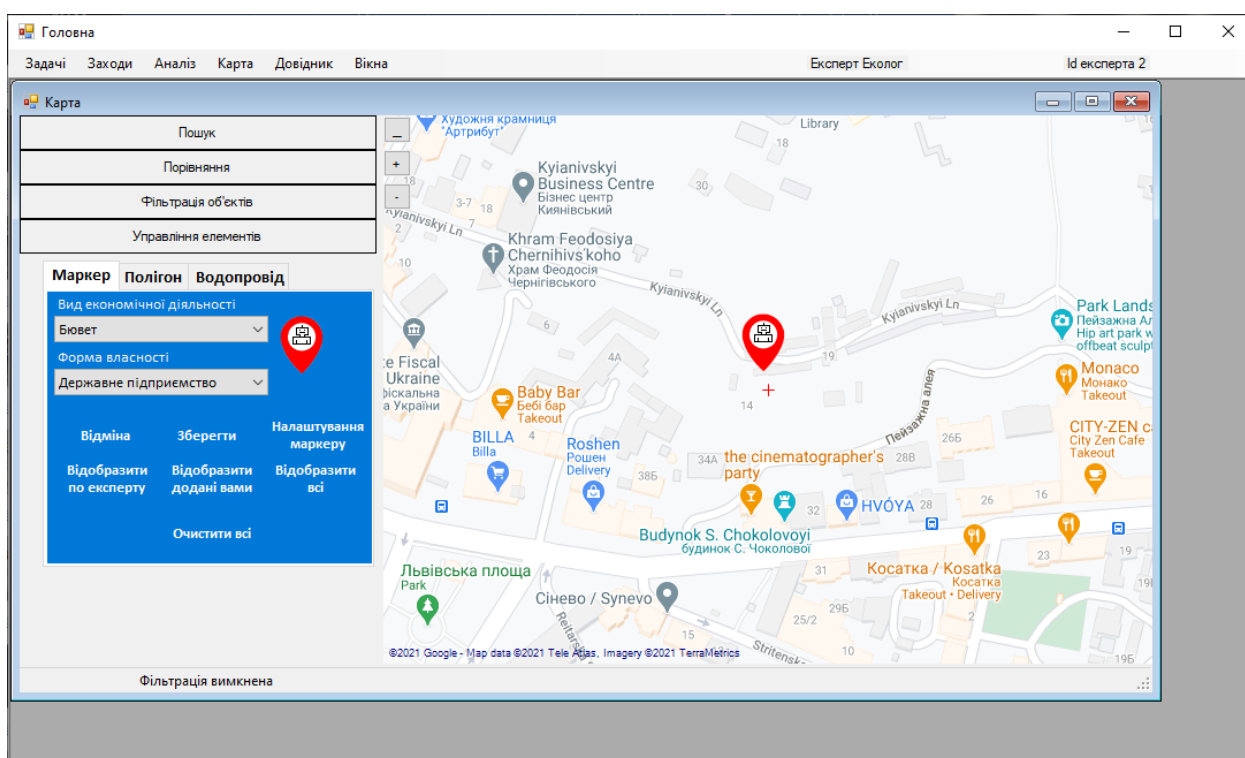 Головна
Задачі Заходи Аналіз Карта Довідник Вікна Експерт Еколог Id експерта 2
Карта
Пошук
Порівняння
Фільтрація об'єктів
Управління елементів
Маркер Полігон Водопровід
Вид економічної діяльності
Бювет
Форма власності
Державне підприємство
Відміна Зберегти Налаштування маркеру
Відобразити по експерту Відобразити додані вами Відобразити всі
Очистити всі
_
+
-
Художня крамниця
"Артрибут"
Library
18
Kyianivskyi
Business Centre
Бізнес центр
Киянівський
30
18
3-7
18
7
2
Kyianivskyi Ln
Khram Feodosiya
Chernihivs'koho
Храм Феодосія
Чернігівського
10
Kyianivskyi Ln
Kyianivskyi Ln
Park Lands
Пейзажна Ал
Hip art park w
offbeat sculpt
6
4А
19
14
e Fiscal
Ukraine
фіскальна
а України
Baby Bar
Бебі бар
Takeout
Monaco
Монако
Takeout
Пейзажна алея
BILLA
Billa
4
Roshen
Рошен
Delivery
38Б
34А
the cinematographer's
party
28В
26Б
CITY-ZEN c
City Zen Cafe
Takeout
32
HVÓYA
28
26
16
Budynok S. Chokolovoyi
будинок С. Чоколової
23
19
Львівська площа
Park
31
Косатка / Kosatka
Косатка
Takeout • Delivery
Сінево / Synevo
29Б
25/2
2
15
10
19Б
©2021 Google - Map data ©2021 Tele Atlas, Imagery ©2021 TerraMetrics
Фільтрація вимкнена